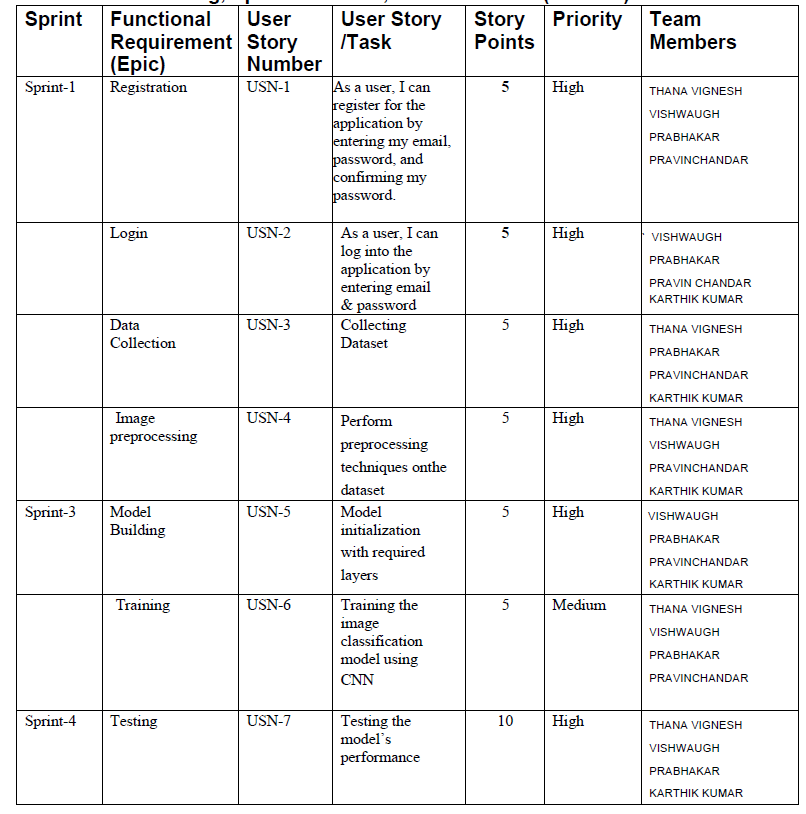 Sprint
Functional
Requirement
(Epic)
User
Story
Number
User Story
/Task
Story
Points
Priority
Team
Members
Sprint-1
Registration
USN-1
As a user, I can
register for the
application by
entering my email,
password, and
confirming my
password.
5
High
THANA VIGNESH
VISHWAUGH
PRABHAKAR
PRAVINCHANDAR
Login
USN-2
As a user, I can
log into the
application by
entering email
& password
5
High
VISHWAUGH
PRABHAKAR
PRAVIN CHANDAR
KARTHIK KUMAR
Data
Collection
USN-3
Collecting
Dataset
5
High
THANA VIGNESH
PRABHAKAR
PRAVINCHANDAR
KARTHIK KUMAR
Image
preprocessing
USN-4
Perform
preprocessing
techniques onthe
dataset
5
High
THANA VIGNESH
VISHWAUGH
PRAVINCHANDAR
KARTHIK KUMAR
Sprint-3
Model
Building
USN-5
Model
initialization
with required
layers
5
High
VISHWAUGH
PRABHAKAR
PRAVINCHANDAR
KARTHIK KUMAR
Training
USN-6
Training the
image
classification
model using
CNN
5
Medium
THANA VIGNESH
VISHWAUGH
PRABHAKAR
PRAVINCHANDAR
Sprint-4
Testing
USN-7
Testing the
model’s
performance
10
High
THANA VIGNESH
VISHWAUGH
PRABHAKAR
KARTHIK KUMAR